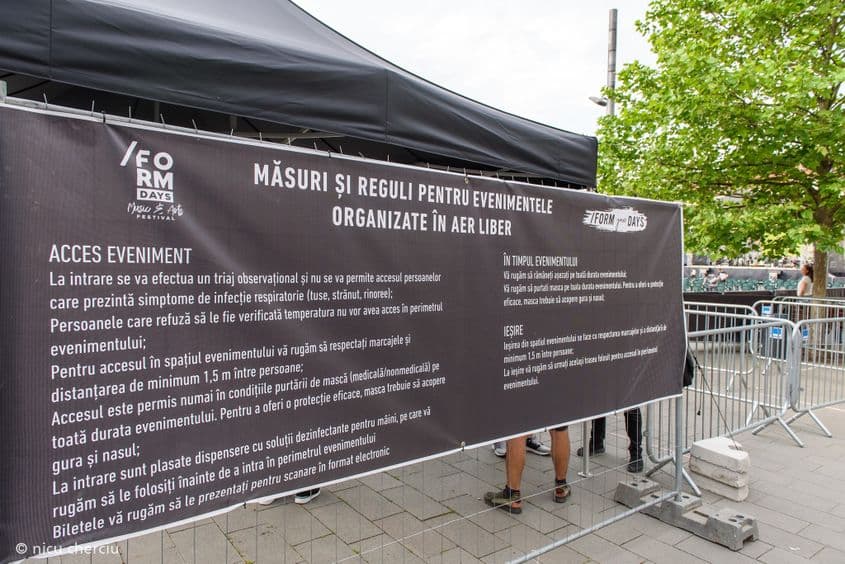 /FO
RM
DAYS
Music & Arts
FESTIVAL
MĂSURI ȘI REGULI PENTRU EVENIMENTELE
ORGANIZATE ÎN AER LIBER
/FORM your DAYS
ACCES EVENIMENT
La intrare se va efectua un triaj observațional și nu se va permite accesul persoanelor
care prezintă simptome de infecție respiratorie (tuse, strănut, rinoree);
Persoanele care refuză să le fie verificată temperatura nu vor avea acces în perimetrul
evenimentului;
Pentru accesul în spațiul evenimentului vă rugăm să respectați marcajele și
distanțarea de minimum 1,5 m între persoane;
Accesul este permis numai în condițiile purtării de mască (medicală/nonmedicală) pe
toată durata evenimentului. Pentru a oferi o protecție eficace, masca trebuie să acopere
gura și nasul;
La intrare sunt plasate dispensere cu soluții dezinfectante pentru mâini, pe care vă
rugăm să le folosiți înainte de a intra în perimetrul evenimentului
Biletele vă rugăm să le prezentați pentru scanare în format electronic
ÎN TIMPUL EVENIMENTULUI
Vă rugăm să rămâneți așezați pe toată durata evenimentului;
Vă rugăm să purtați masca pe toată durata evenimentului. Pentru a oferi o protecție
eficace, masca trebuie să acopere gura și nasul;
IEȘIRE
Ieșirea din spațiul evenimentului se face cu respectarea marcajelor și a distanțării de
minimum 1.5 m între persoane;
La ieșire vă rugăm să urmați același traseu folosit pentru accesul în perimetrul
evenimentului.
© nicu cherciu